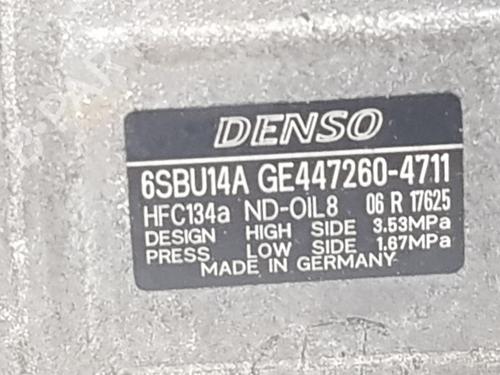 DENSO
6SBU14A GE447260-4711
HFC134a ND-OIL8 06 R 17625
DESIGN HIGH SIDE 3.53MPa
PRESS LOW SIDE 1.67MPa
MADE IN GERMANY